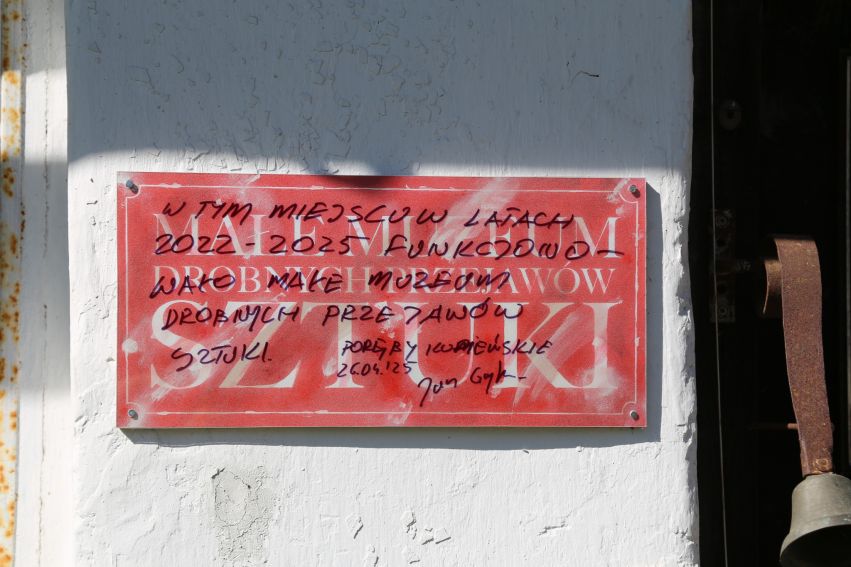 W TYM MIEJSCU W LATACH
MAŁE MUZEUM
2022-2025 FUNKCJONO-
DROBNYCH PRZEJAWÓW
WAŁO MAŁE MUZEUM
DROBNYCH PRZEJAWÓW
SZTUKI
SZTUKI.
PORĘBY KUPIEŃSKIE
26.04.'25